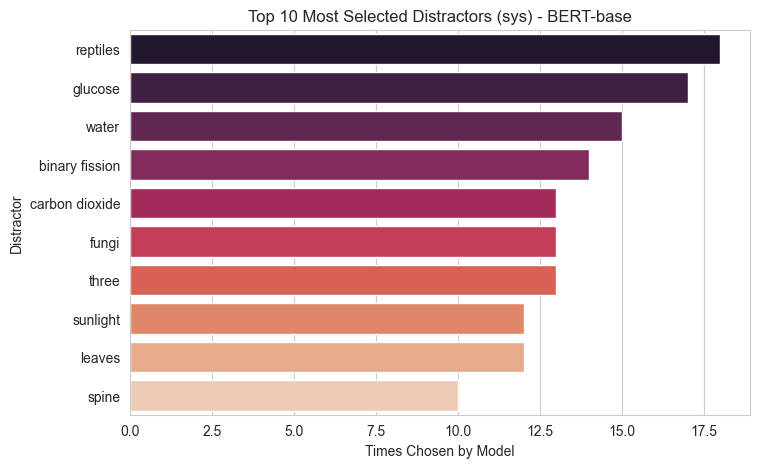 Top 10 Most Selected Distractors (sys) - BERT-base
Distractor
reptiles
glucose
water
binary fission
carbon dioxide
fungi
three
sunlight
leaves
spine
0.0 2.5 5.0 7.5 10.0 12.5 15.0 17.5
Times Chosen by Model